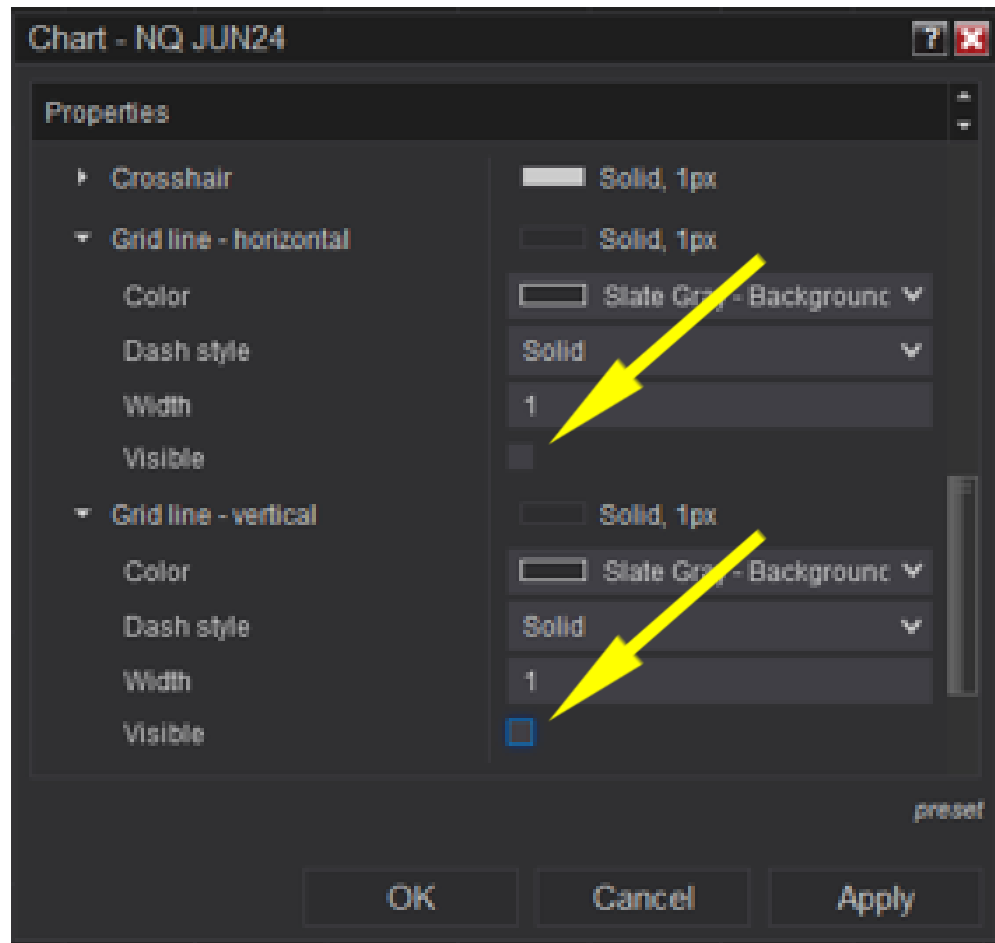 Chart - NQ JUN24 ?
Properties
Crosshair Solid, 1px
Grid line - horizontal Solid, 1px
Color Slate Gray - Backgrounc
Dash style Solid
Width 1
Visible
Grid line - vertical Solid, 1px
Color Slate Gray - Backgrounc
Dash style Solid
Width 1
Visible
preset
OK Cancel Apply